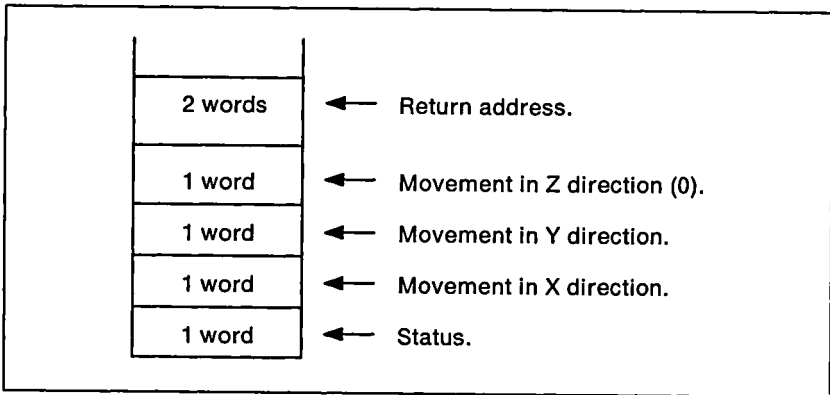 2 words Return address.
1 word Movement in Z direction (0).
1 word Movement in Y direction.
1 word Movement in X direction.
1 word Status.